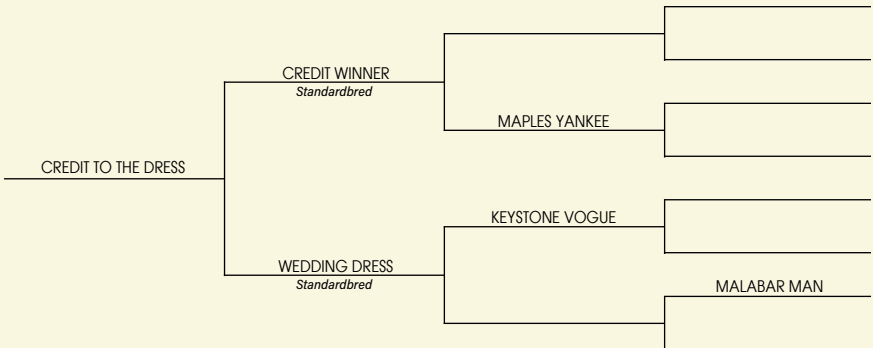 CREDIT WINNER
Standardbred
MAPLES YANKEE
CREDIT TO THE DRESS
KEYSTONE VOGUE
WEDDING DRESS
Standardbred
MALABAR MAN